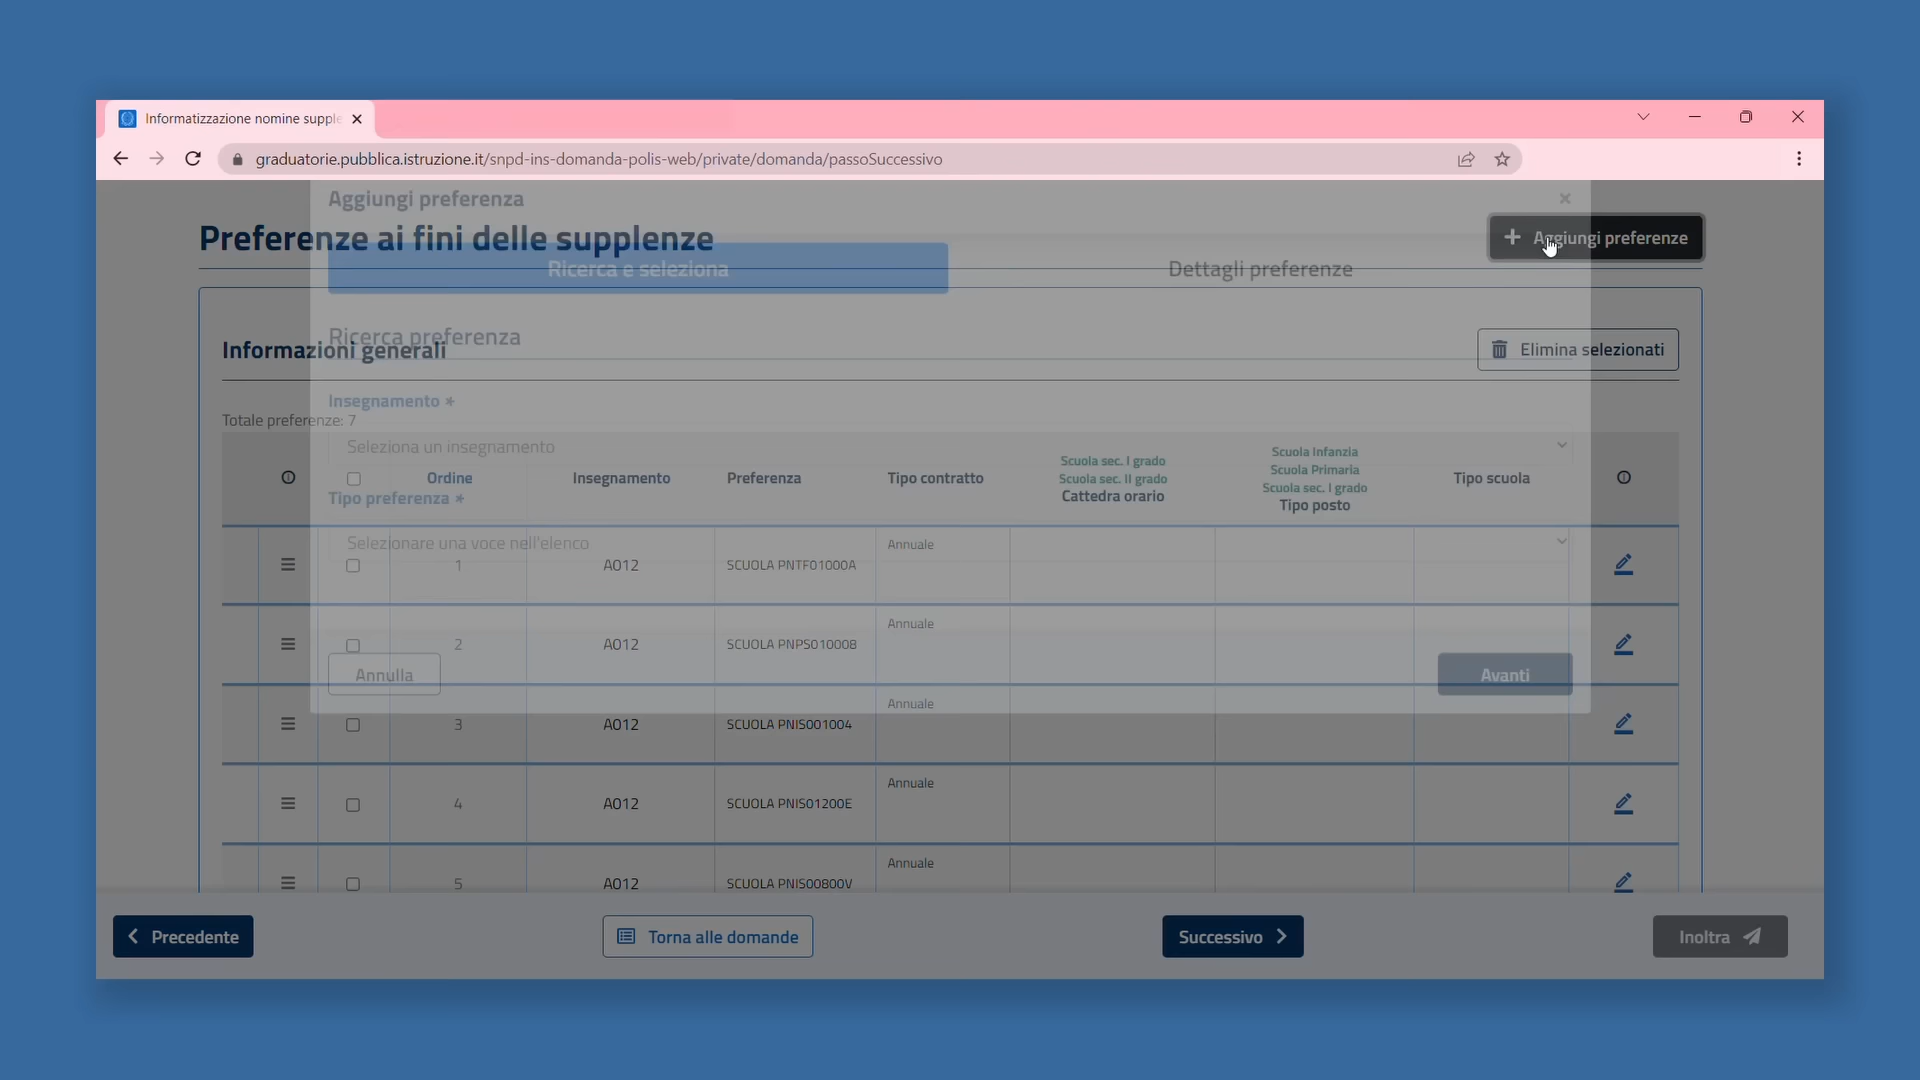 Informatizzazione nomine supple
graduatorie.pubblica.istruzione.it/snpd-ins-domanda-polis-web/private/domanda/passoSuccessivo
Aggiungi preferenza
Preferenze ai fini delle supplenze
Aggiungi preferenze
Ricerca e seleziona
Dettagli preferenze
Ricerca preferenza
Informazioni generali
Elimina selezionati
Insegnamento *
Totale preferenze: 7
Seleziona un insegnamento
Ordine
Insegnamento
Preferenza
Tipo contratto
Scuola sec. I grado
Scuola sec. II grado
Cattedra orario
Scuola Infanzia
Scuola Primaria
Scuola sec. I grado
Tipo posto
Tipo scuola
Tipo preferenza *
Selezionare una voce nell'elenco
1 A012 SCUOLA PNTF01000A Annuale
2 A012 SCUOLA PNPS010008 Annuale
Annulla
Avanti
3 A012 SCUOLA PNIS001004 Annuale
4 A012 SCUOLA PNIS01200E Annuale
5 A012 SCUOLA PNIS00800V Annuale
Precedente
Torna alle domande
Successivo
Inoltra